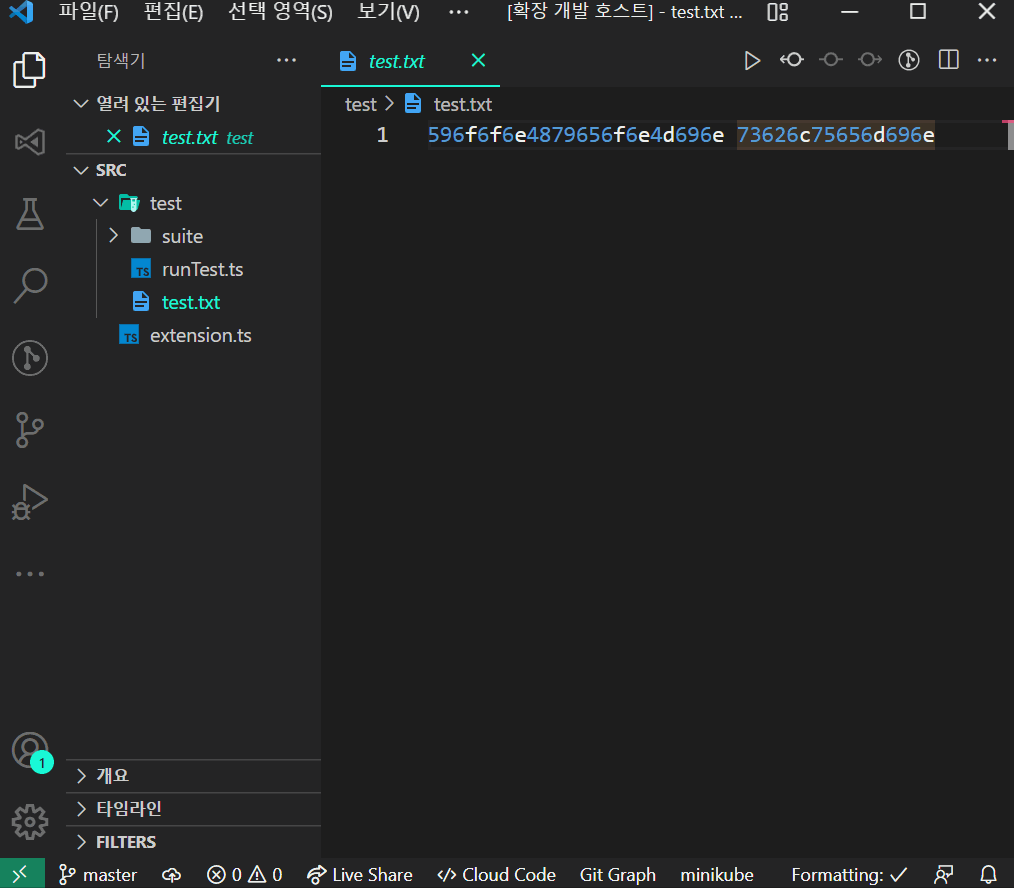 파일(F) 편집(E) 선택 영역(S) 보기(V) ··· [확장 개발 호스트] - test.txt ...
탐색기 ···
test.txt
열려 있는 편집기
test.txt test
SRC
test
suite
TS runTest.ts
test.txt
TS extension.ts
test > test.txt
1 596f6f6e4879656f6e4d696e 73626c75656d696e
1
개요
타임라인
FILTERS
master 0 0 Live Share Cloud Code Git Graph minikube Formatting: ✓